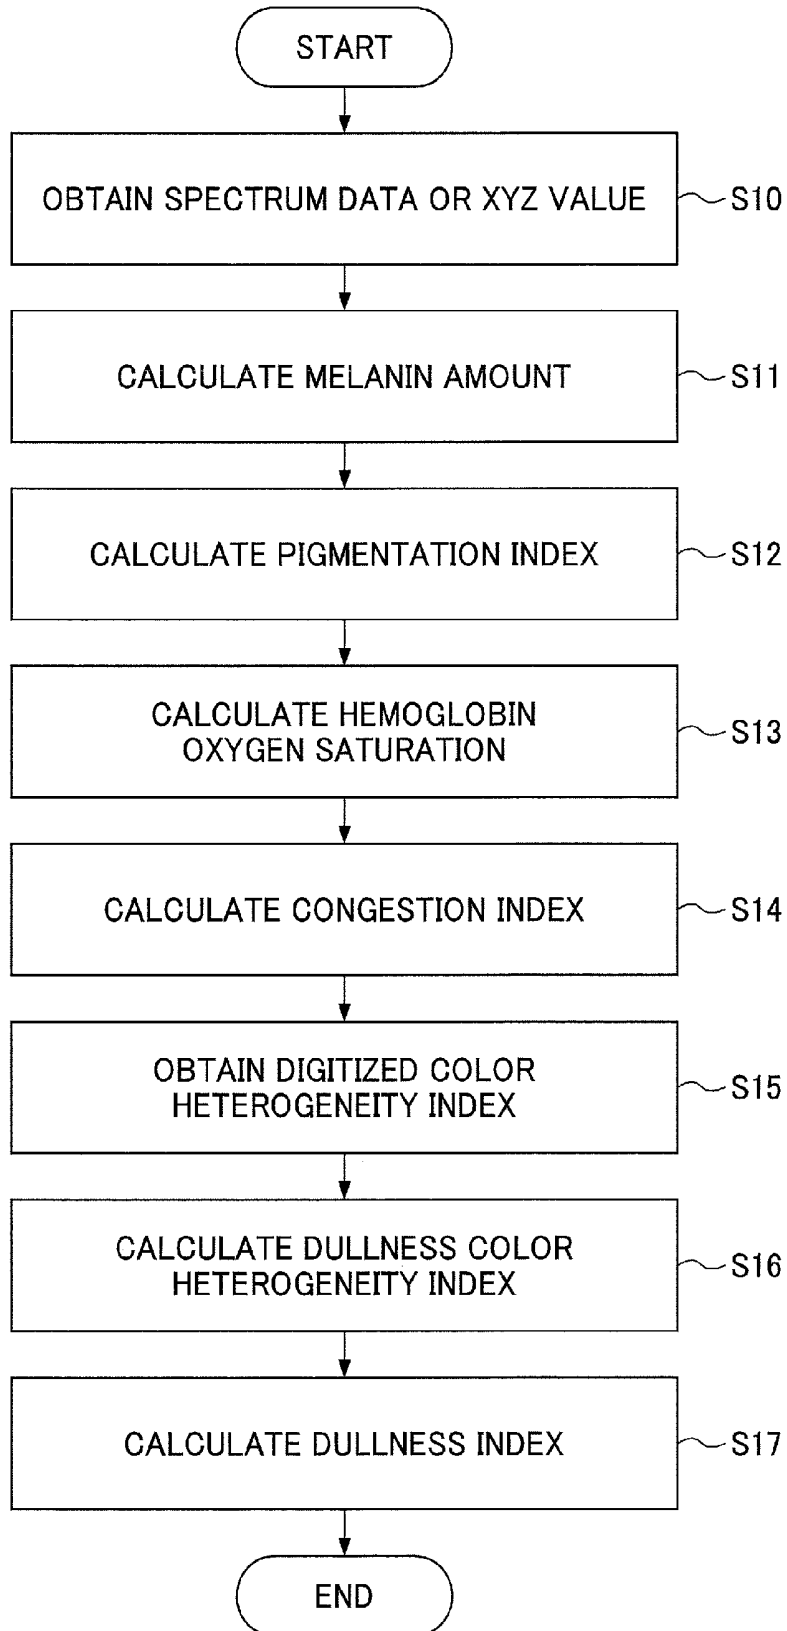 START
OBTAIN SPECTRUM DATA OR XYZ VALUE
S10
CALCULATE MELANIN AMOUNT
S11
CALCULATE PIGMENTATION INDEX
S12
CALCULATE HEMOGLOBIN
OXYGEN SATURATION
S13
CALCULATE CONGESTION INDEX
S14
OBTAIN DIGITIZED COLOR
HETEROGENEITY INDEX
S15
CALCULATE DULLNESS COLOR
HETEROGENEITY INDEX
S16
CALCULATE DULLNESS INDEX
S17
END